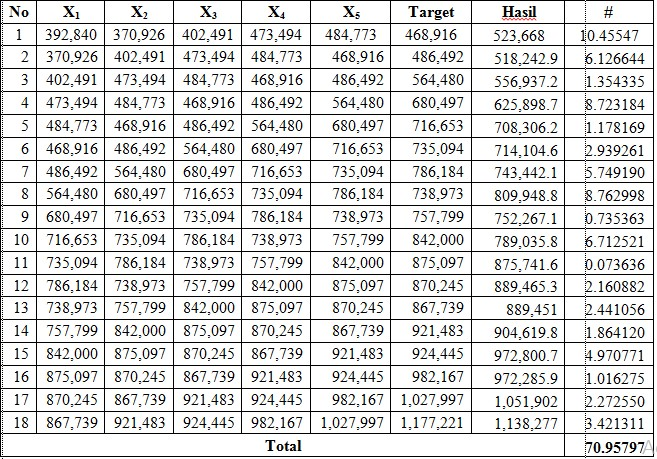 No X₁ X₂ X₃ X₄ X₅ Target Hasil #
1 392,840 370,926 402,491 473,494 484,773 468,916 523,668 10.45547
2 370,926 402,491 473,494 484,773 468,916 486,492 518,242.9 6.126644
3 402,491 473,494 484,773 468,916 486,492 564,480 556,937.2 1.354335
4 473,494 484,773 468,916 486,492 564,480 680,497 625,898.7 8.723184
5 484,773 468,916 486,492 564,480 680,497 716,653 708,306.2 1.178169
6 468,916 486,492 564,480 680,497 716,653 735,094 714,104.6 2.939261
7 486,492 564,480 680,497 716,653 735,094 786,184 743,442.1 5.749190
8 564,480 680,497 716,653 735,094 786,184 738,973 809,948.8 8.762998
9 680,497 716,653 735,094 786,184 738,973 757,799 752,267.1 0.735363
10 716,653 735,094 786,184 738,973 757,799 842,000 789,035.8 6.712521
11 735,094 786,184 738,973 757,799 842,000 875,097 875,741.6 0.073636
12 786,184 738,973 757,799 842,000 875,097 870,245 889,465.3 2.160882
13 738,973 757,799 842,000 875,097 870,245 867,739 889,451 2.441056
14 757,799 842,000 875,097 870,245 867,739 921,483 904,619.8 1.864120
15 842,000 875,097 870,245 867,739 921,483 924,445 972,800.7 4.970771
16 875,097 870,245 867,739 921,483 924,445 982,167 972,285.9 1.016275
17 870,245 867,739 921,483 924,445 982,167 1,027,997 1,051,902 2.272550
18 867,739 921,483 924,445 982,167 1,027,997 1,177,221 1,138,277 3.421311
Total 70.95797